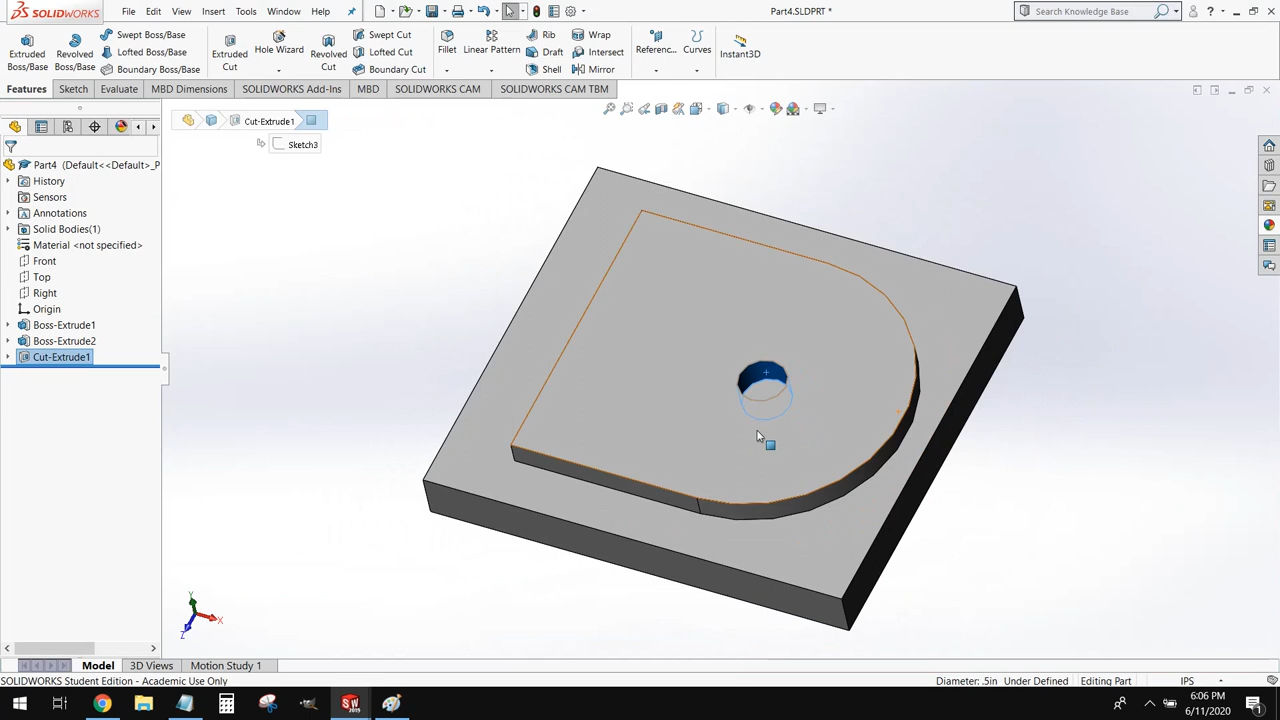 SOLIDWORKS File Edit View Insert Tools Window Help Part4.SLDPRT * Search Knowledge Base
Extruded Boss/Base
Revolved Boss/Base
Swept Boss/Base
Lofted Boss/Base
Boundary Boss/Base
Extruded Cut
Hole Wizard
Revolved Cut
Swept Cut
Lofted Cut
Boundary Cut
Fillet
Linear Pattern
Rib
Draft
Shell
Wrap
Intersect
Mirror
Referenc...
Curves
Instant3D
Features Sketch Evaluate MBD Dimensions SOLIDWORKS Add-Ins MBD SOLIDWORKS CAM SOLIDWORKS CAM TBM
Cut-Extrude1
Sketch3
Part4 (Default<<Default>_P
History
Sensors
Annotations
Solid Bodies(1)
Material <not specified>
Front
Top
Right
Origin
Boss-Extrude1
Boss-Extrude2
Cut-Extrude1
Y
X
Z
Model 3D Views Motion Study 1
SOLIDWORKS Student Edition - Academic Use Only Diameter: .5in Under Defined Editing Part IPS
6:06 PM
6/11/2020